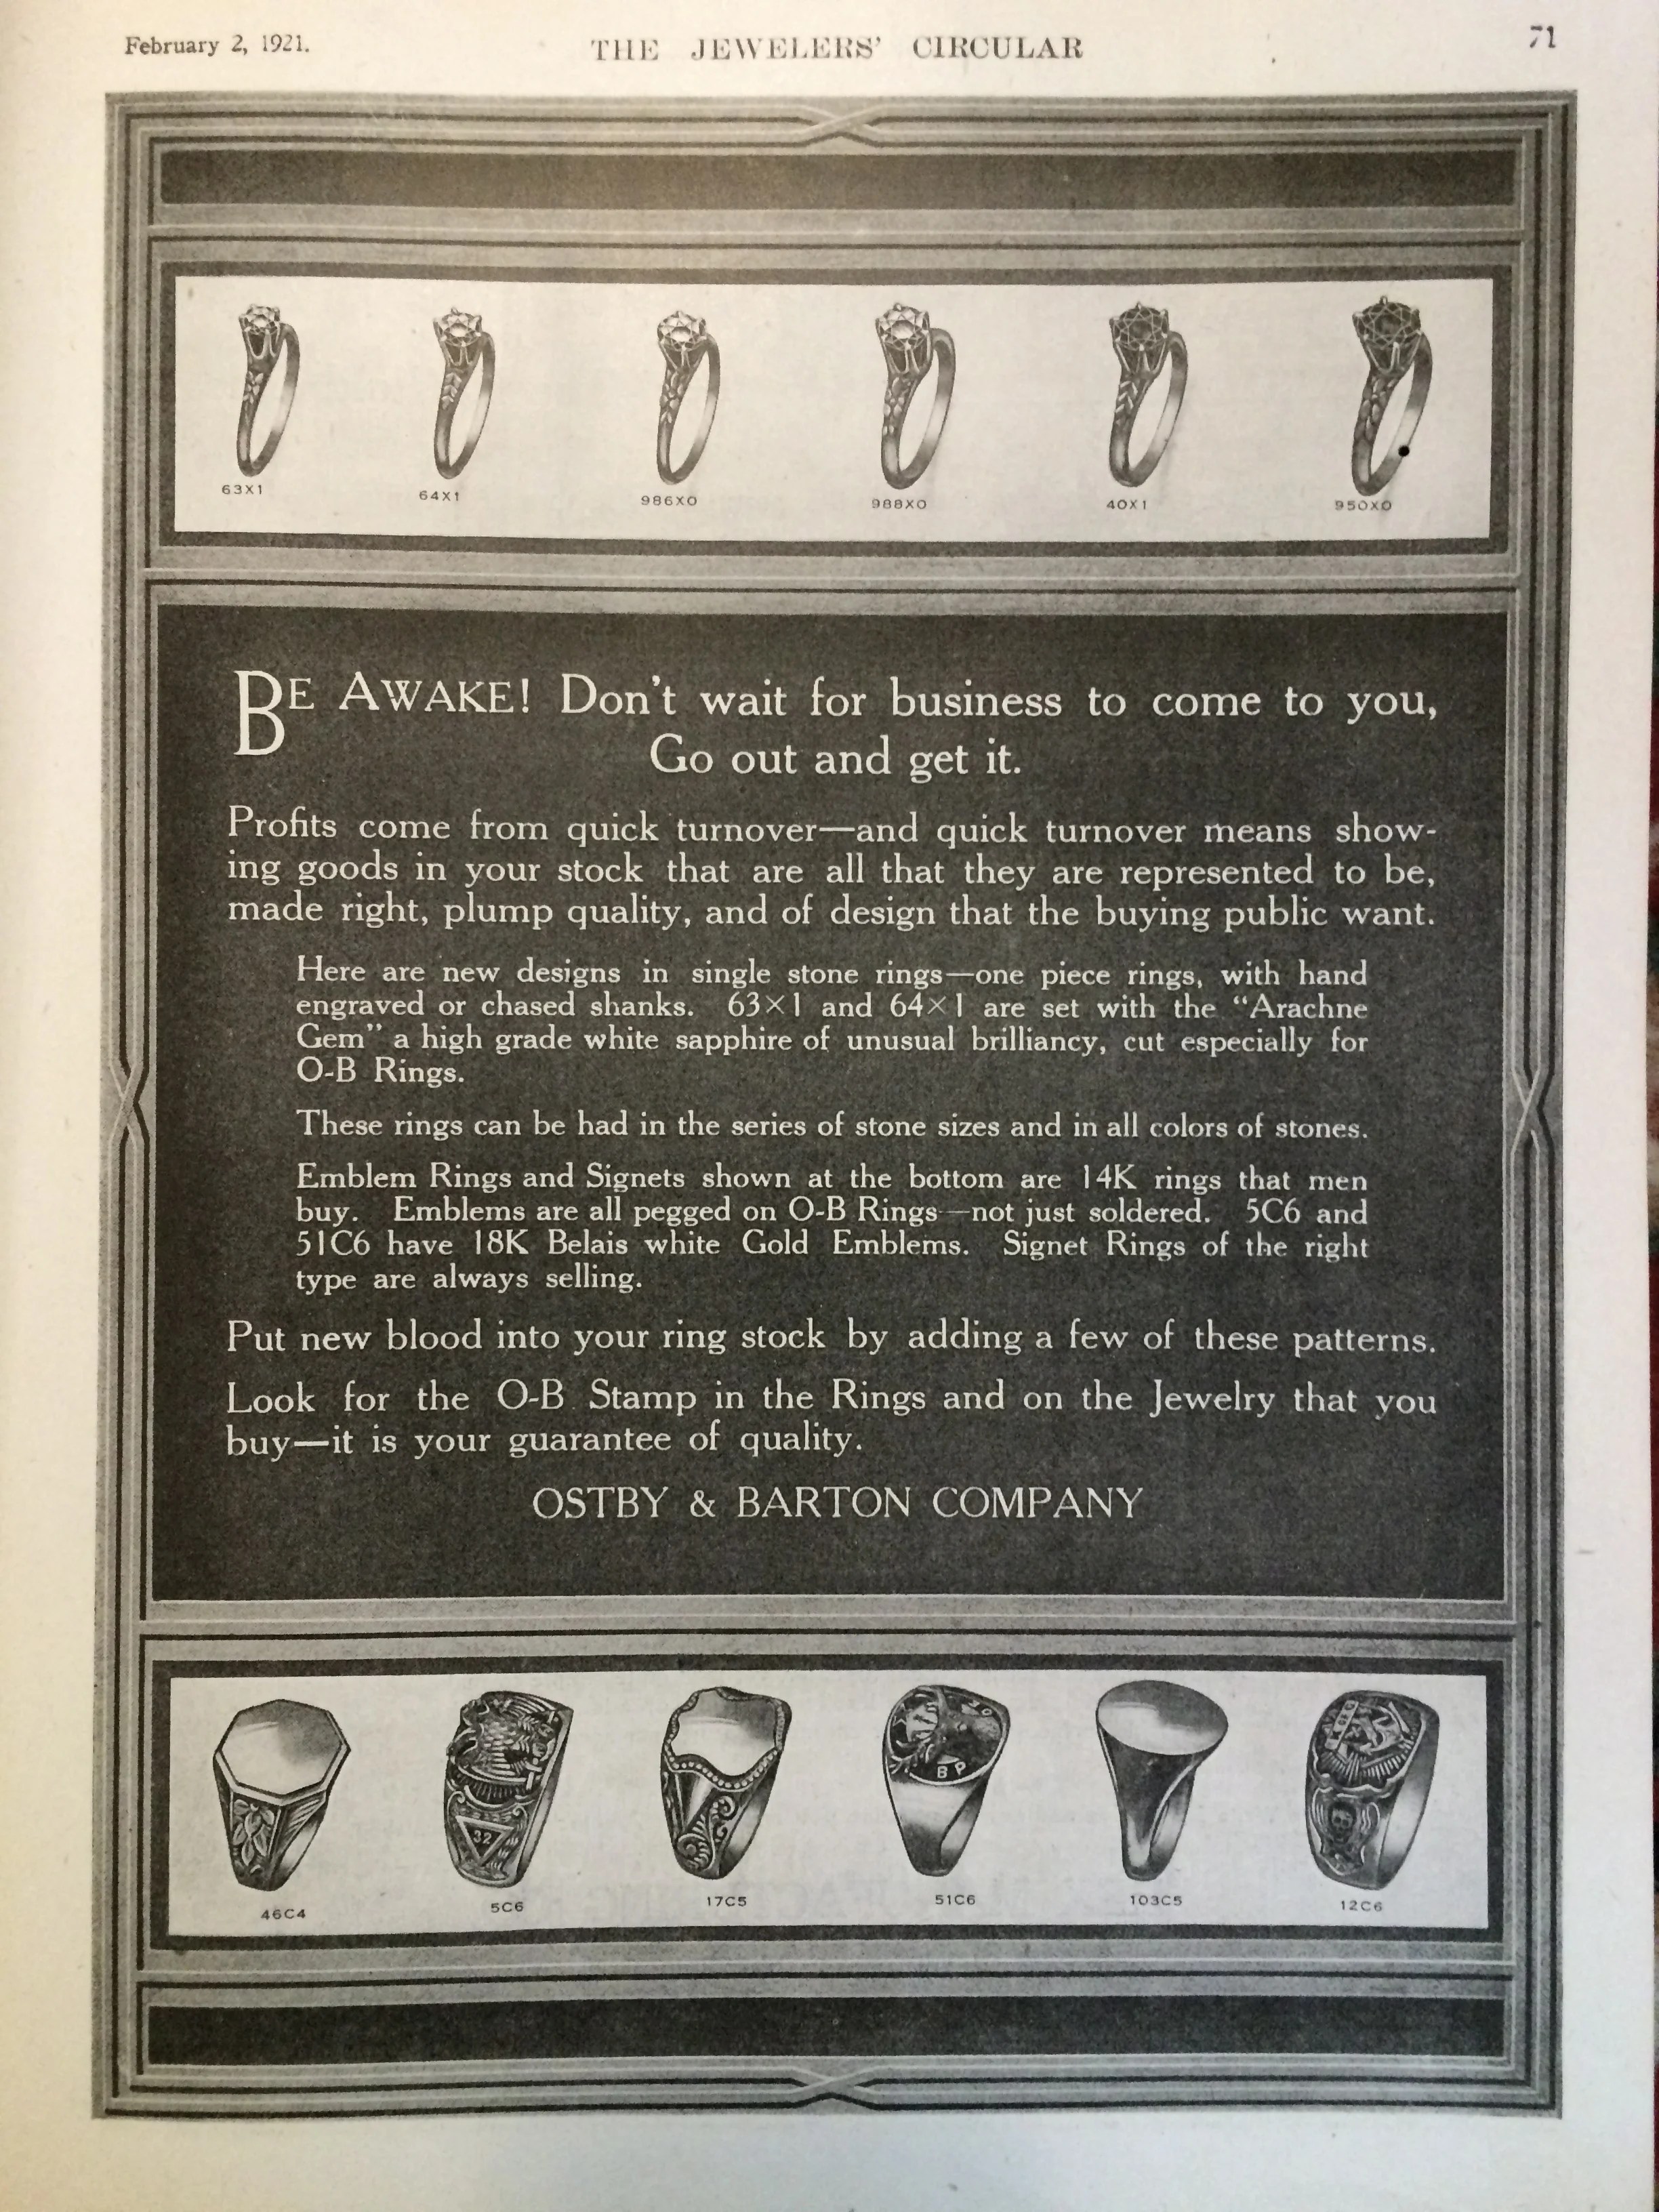 February 2, 1921.
THE JEWELERS' CIRCULAR
71
63X1
64X1
986XO
988XO
40X1
950XO
BE AWAKE! Don't wait for business to come to you,
Go out and get it.
Profits come from quick turnover—and quick turnover means show-
ing goods in your stock that are all that they are represented to be,
made right, plump quality, and of design that the buying public want.
Here are new designs in single stone rings—one piece rings, with hand
engraved or chased shanks. 63×1 and 64×1 are set with the "Arachne
Gem" a high grade white sapphire of unusual brilliancy, cut especially for
O-B Rings.
These rings can be had in the series of stone sizes and in all colors of stones.
Emblem Rings and Signets shown at the bottom are 14K rings that men
buy. Emblems are all pegged on O-B Rings—not just soldered. 5C6 and
51C6 have 18K Belais white Gold Emblems. Signet Rings of the right
type are always selling.
Put new blood into your ring stock by adding a few of these patterns.
Look for the O-B Stamp in the Rings and on the Jewelry that you
buy—it is your guarantee of quality.
OSTBY & BARTON COMPANY
32
B P
46C4
5C6
17C5
51C6
103C5
12C6